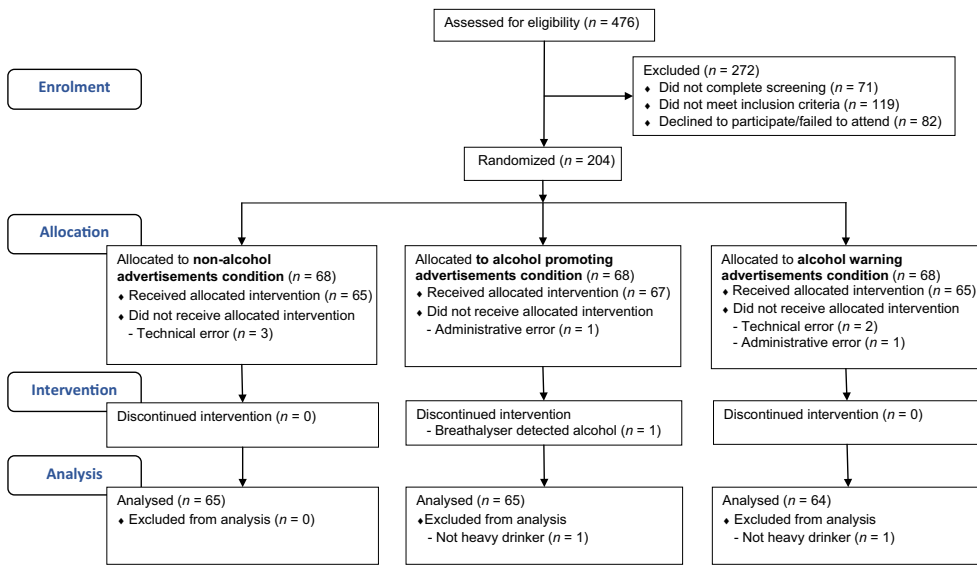 Assessed for eligibility (n = 476)
Enrolment
Excluded (n = 272)
♦ Did not complete screening (n = 71)
♦ Did not meet inclusion criteria (n = 119)
♦ Declined to participate/failed to attend (n = 82)
Randomized (n = 204)
Allocation
Allocated to non-alcohol
advertisements condition (n = 68)
♦ Received allocated intervention (n = 65)
♦ Did not receive allocated intervention
- Technical error (n = 3)
Allocated to alcohol promoting
advertisements condition (n = 68)
♦ Received allocated intervention (n = 67)
♦ Did not receive allocated intervention
- Administrative error (n = 1)
Allocated to alcohol warning
advertisements condition (n = 68)
♦ Received allocated intervention (n = 65)
♦ Did not receive allocated intervention
- Technical error (n = 2)
- Administrative error (n = 1)
Intervention
Discontinued intervention (n = 0)
Discontinued intervention
- Breathalyser detected alcohol (n = 1)
Discontinued intervention (n = 0)
Analysis
Analysed (n = 65)
♦ Excluded from analysis (n = 0)
Analysed (n = 65)
♦Excluded from analysis
- Not heavy drinker (n = 1)
Analysed (n = 64)
♦ Excluded from analysis
- Not heavy drinker (n = 1)